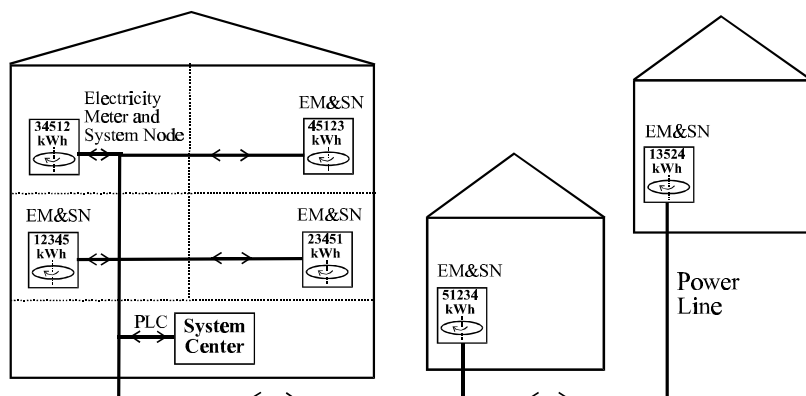 Electricity
Meter and
System Node
34512
kWh
EM&SN
45123
kWh
EM&SN
12345
kWh
EM&SN
23451
kWh
PLC
System
Center
EM&SN
51234
kWh
EM&SN
13524
kWh
Power
Line